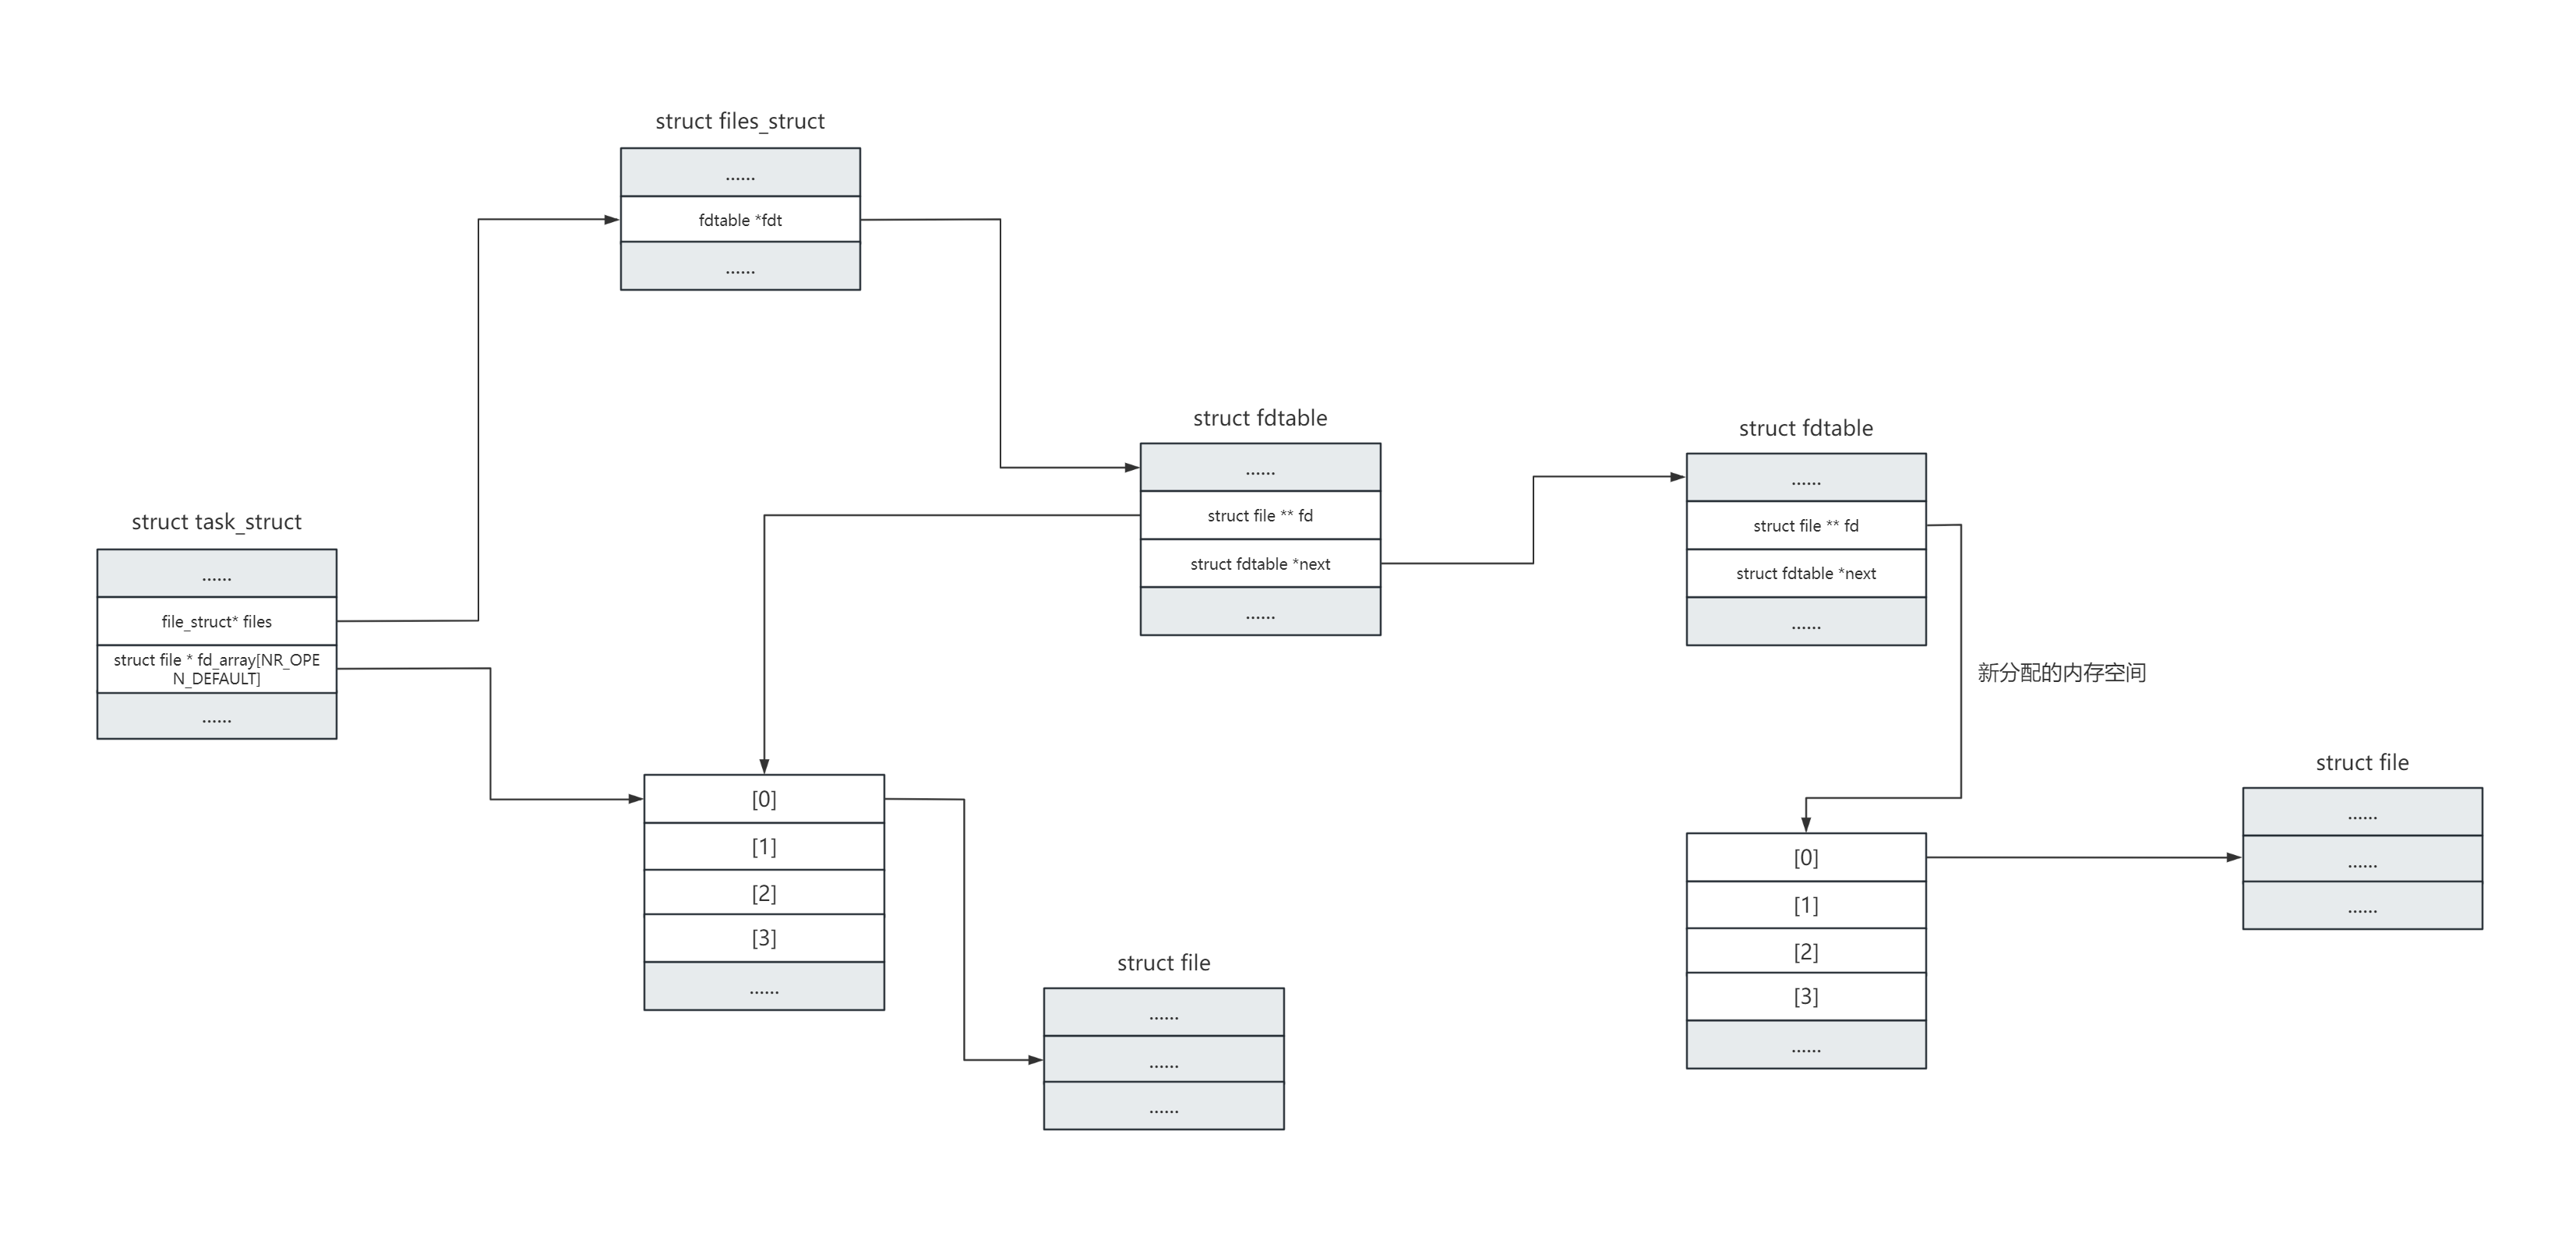 struct files_struct
......
fdtable *fdt
......
struct fdtable
......
struct file ** fd
struct fdtable *next
......
struct fdtable
......
struct file ** fd
struct fdtable *next
......
struct task_struct
......
file_struct* files
struct file * fd_array[NR_OPE
N_DEFAULT]
......
新分配的内存空间
[0]
[1]
[2]
[3]
......
struct file
......
......
......
[0]
[1]
[2]
[3]
......
struct file
......
......
......